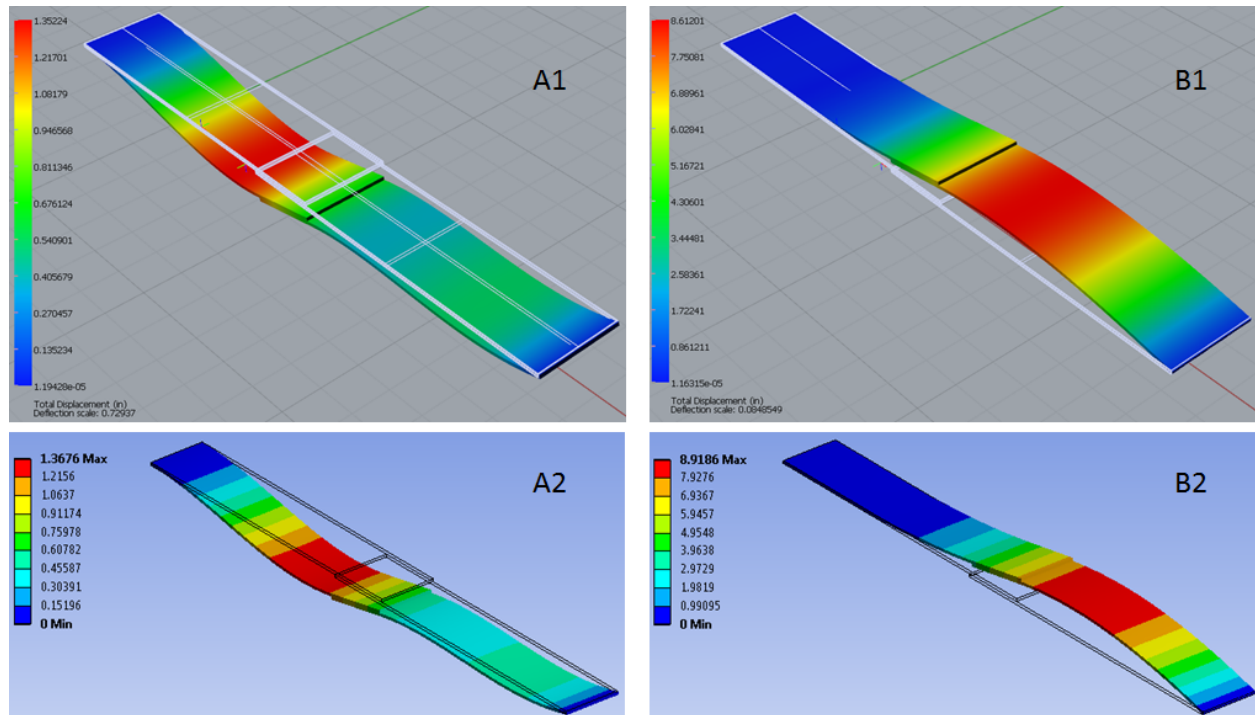 1.35224
1.21701
1.08179
0.946568
0.811346
0.676124
0.540901
0.405679
0.270457
0.135234
1.19428e-05
Total Displacement (in)
Deflection scale: 0.72937
A1
8.61201
7.75081
6.88961
6.02841
5.16721
4.30601
3.44481
2.58361
1.72241
0.861211
1.16315e-05
Total Displacement (in)
Deflection scale: 0.0848549
B1
1.3676 Max
1.2156
1.0637
0.91174
0.75978
0.60782
0.45587
0.30391
0.15196
0 Min
A2
8.9186 Max
7.9276
6.9367
5.9457
4.9548
3.9638
2.9729
1.9819
0.99095
0 Min
B2